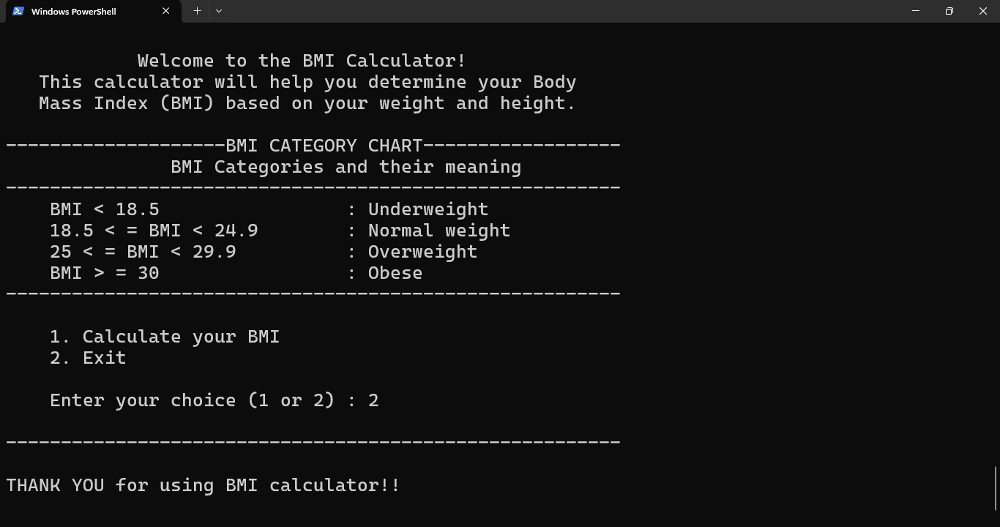 Windows PowerShell
Welcome to the BMI Calculator!
This calculator will help you determine your Body
Mass Index (BMI) based on your weight and height.
--------------------BMI CATEGORY CHART------------------
BMI Categories and their meaning
--------------------------------------------------------
BMI < 18.5 : Underweight
18.5 < = BMI < 24.9 : Normal weight
25 < = BMI < 29.9 : Overweight
BMI > = 30 : Obese
--------------------------------------------------------
1. Calculate your BMI
2. Exit
Enter your choice (1 or 2) : 2
--------------------------------------------------------
THANK YOU for using BMI calculator!!